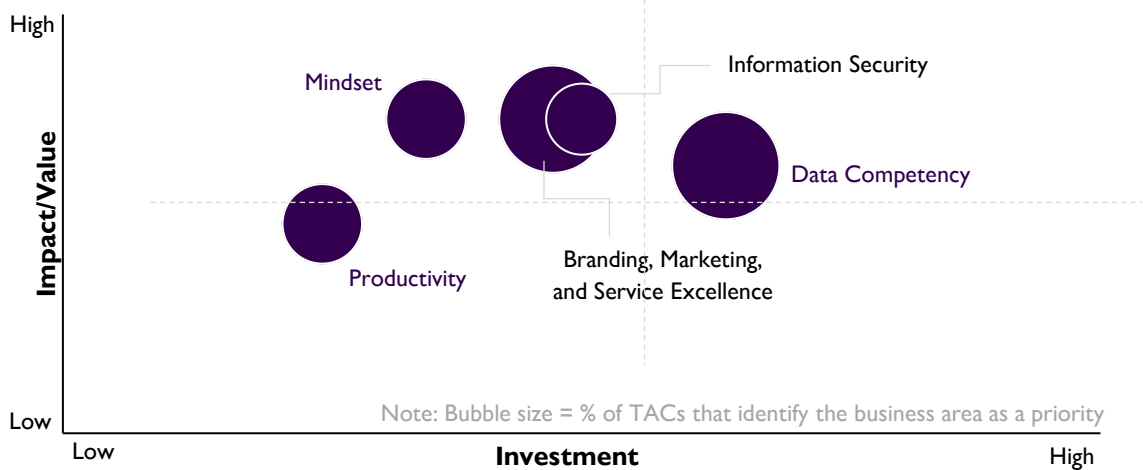 High
Information Security
Mindset
Data Competency
Impact/Value
Branding, Marketing,
and Service Excellence
Productivity
Note: Bubble size = % of TACs that identify the business area as a priority
Low
Low
Investment
High